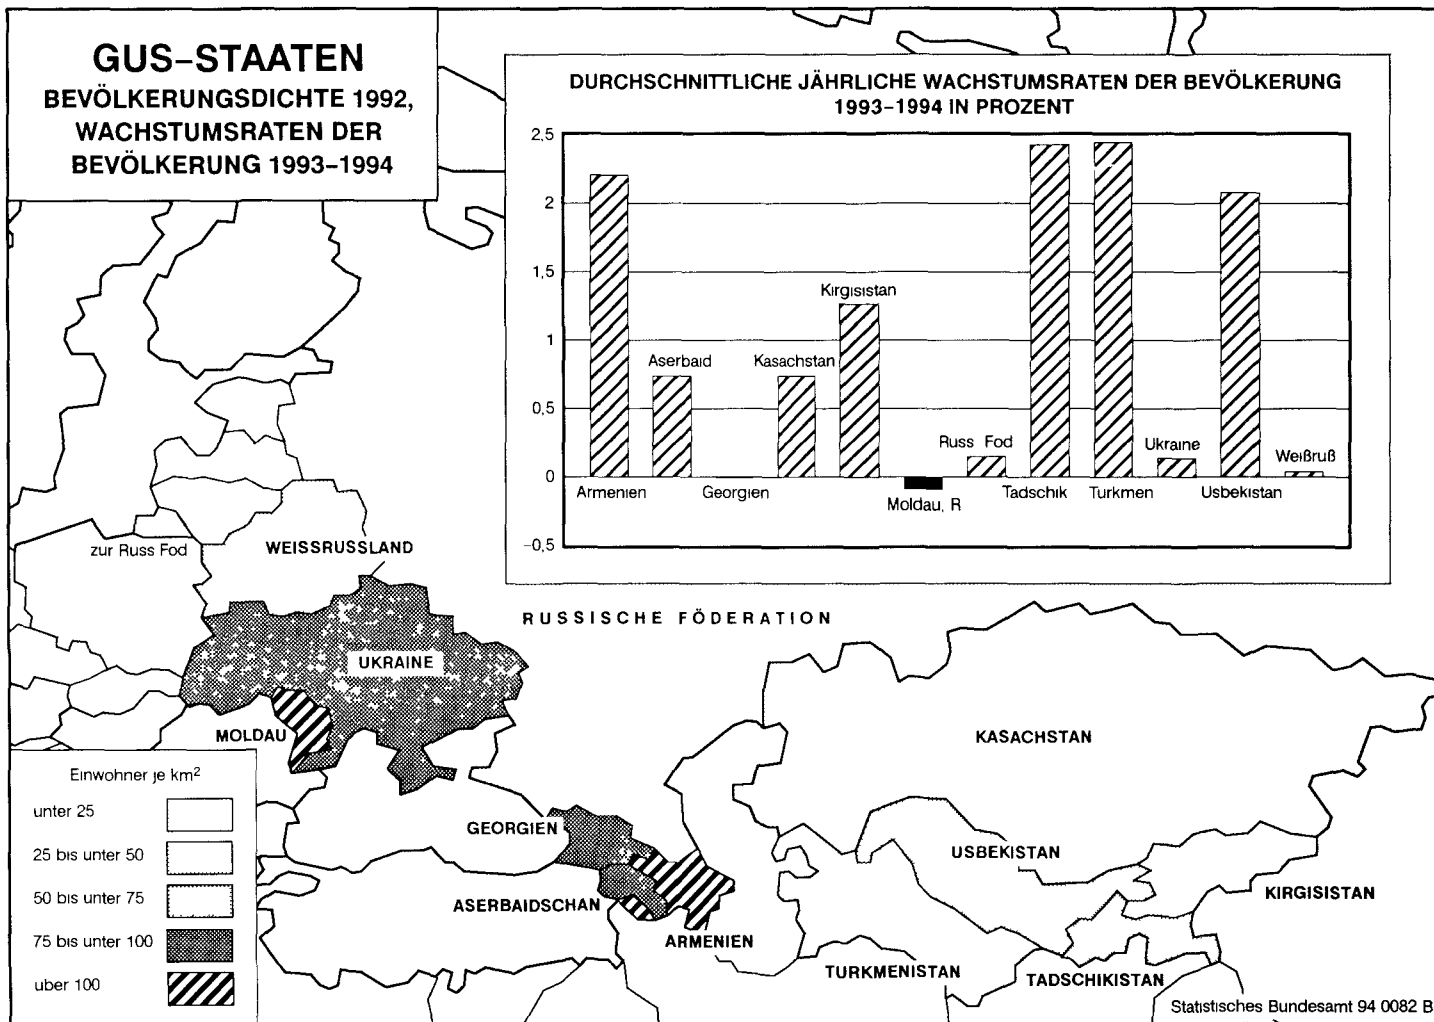 GUS-STAATEN
BEVÖLKERUNGSDICHTE 1992,
WACHSTUMSRATEN DER
BEVÖLKERUNG 1993-1994
DURCHSCHNITTLICHE JÄHRLICHE WACHSTUMSRATEN DER BEVÖLKERUNG
1993-1994 IN PROZENT
2,5
2
1,5
1
0,5
0
-0,5
Kirgisistan
Aserbaid
Kasachstan
Russ Fod
Ukraine
Weißruß
Armenien
Georgien
Moldau, R
Tadschik
Turkmen
Usbekistan
zur Russ Fod
WEISSRUSSLAND
RUSSISCHE FÖDERATION
UKRAINE
MOLDAU
KASACHSTAN
GEORGIEN
USBEKISTAN
KIRGISISTAN
ASERBAIDSCHAN
ARMENIEN
TURKMENISTAN
TADSCHIKISTAN
Einwohner je km²
unter 25
25 bis unter 50
50 bis unter 75
75 bis unter 100
uber 100
Statistisches Bundesamt 94 0082 B